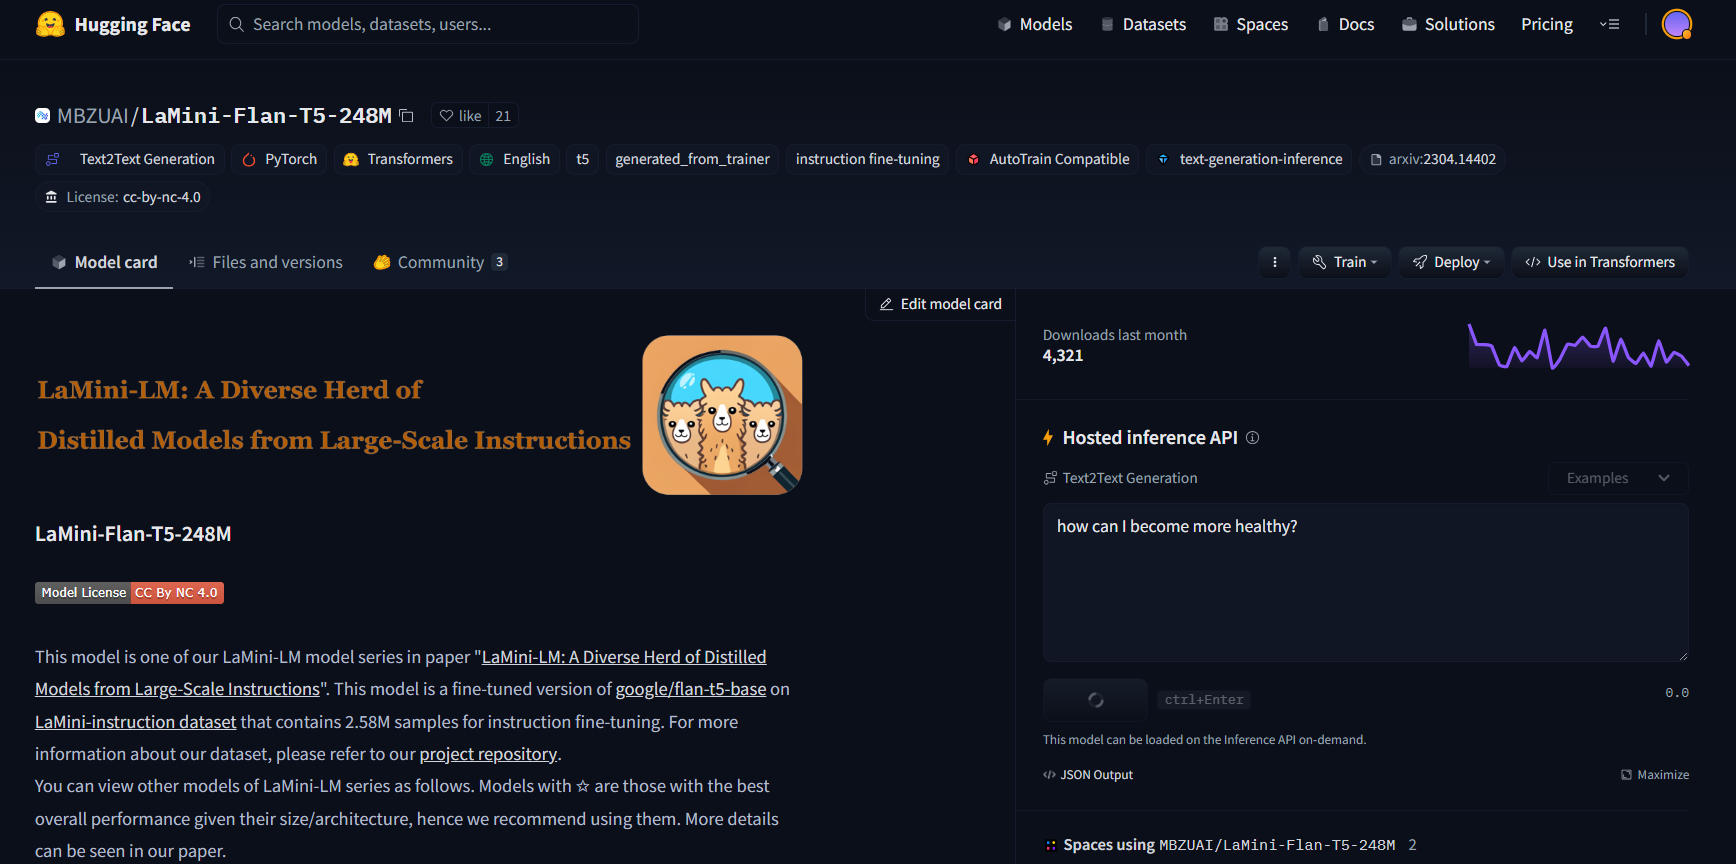 Hugging Face
Search models, datasets, users...
Models
Datasets
Spaces
Docs
Solutions
Pricing
MBZUAI/LaMini-Flan-T5-248M
like 21
Text2Text Generation
PyTorch
Transformers
English
t5
generated_from_trainer
instruction fine-tuning
AutoTrain Compatible
text-generation-inference
arxiv:2304.14402
License: cc-by-nc-4.0
Model card
Files and versions
Community 3
Train
Deploy
</> Use in Transformers
Edit model card
LaMini-LM: A Diverse Herd of
Distilled Models from Large-Scale Instructions
LaMini-Flan-T5-248M
Model License CC By NC 4.0
This model is one of our LaMini-LM model series in paper "LaMini-LM: A Diverse Herd of Distilled
Models from Large-Scale Instructions". This model is a fine-tuned version of google/flan-t5-base on
LaMini-instruction dataset that contains 2.58M samples for instruction fine-tuning. For more
information about our dataset, please refer to our project repository.
You can view other models of LaMini-LM series as follows. Models with ☆ are those with the best
overall performance given their size/architecture, hence we recommend using them. More details
can be seen in our paper.
Downloads last month
4,321
Hosted inference API
Text2Text Generation
Examples
how can I become more healthy?
ctrl+Enter
0.0
This model can be loaded on the Inference API on-demand.
</> JSON Output
Maximize
Spaces using MBZUAI/LaMini-Flan-T5-248M 2